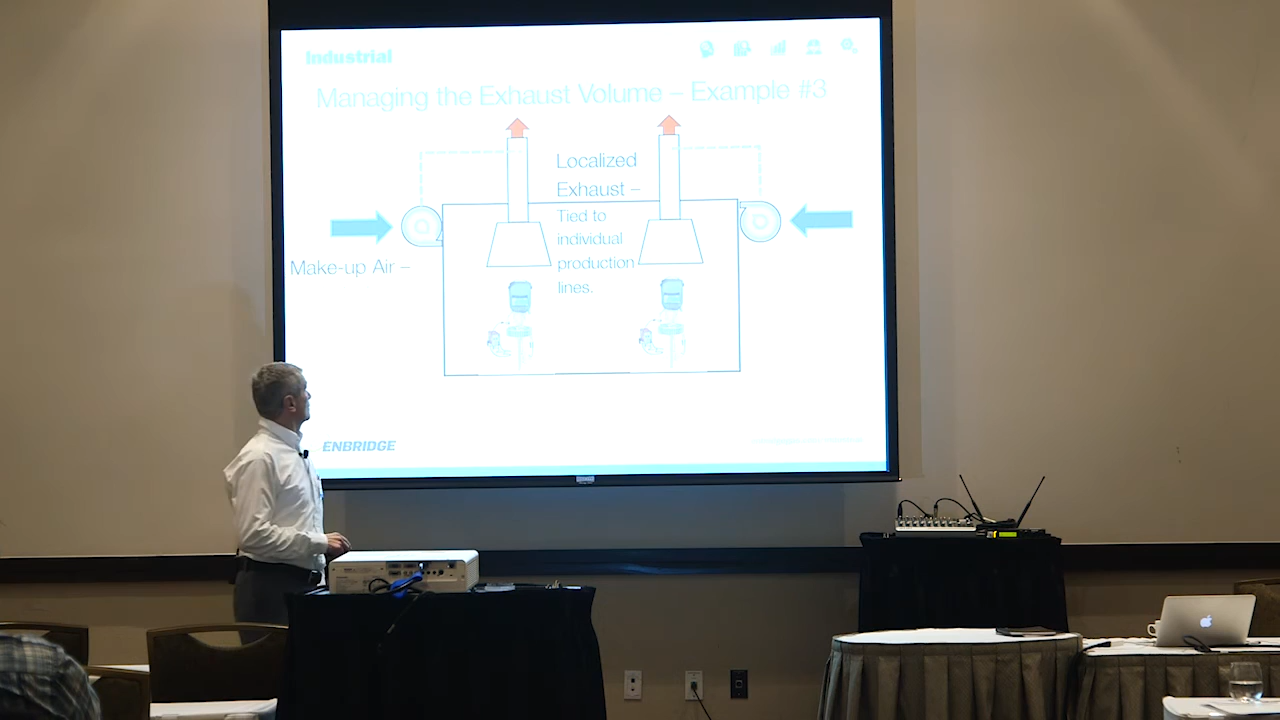 Industrial
Managing the Exhaust Volume – Example #3
Localized
Exhaust –
Tied to
individual
production
lines.
Make-up Air –
ENBRIDGE